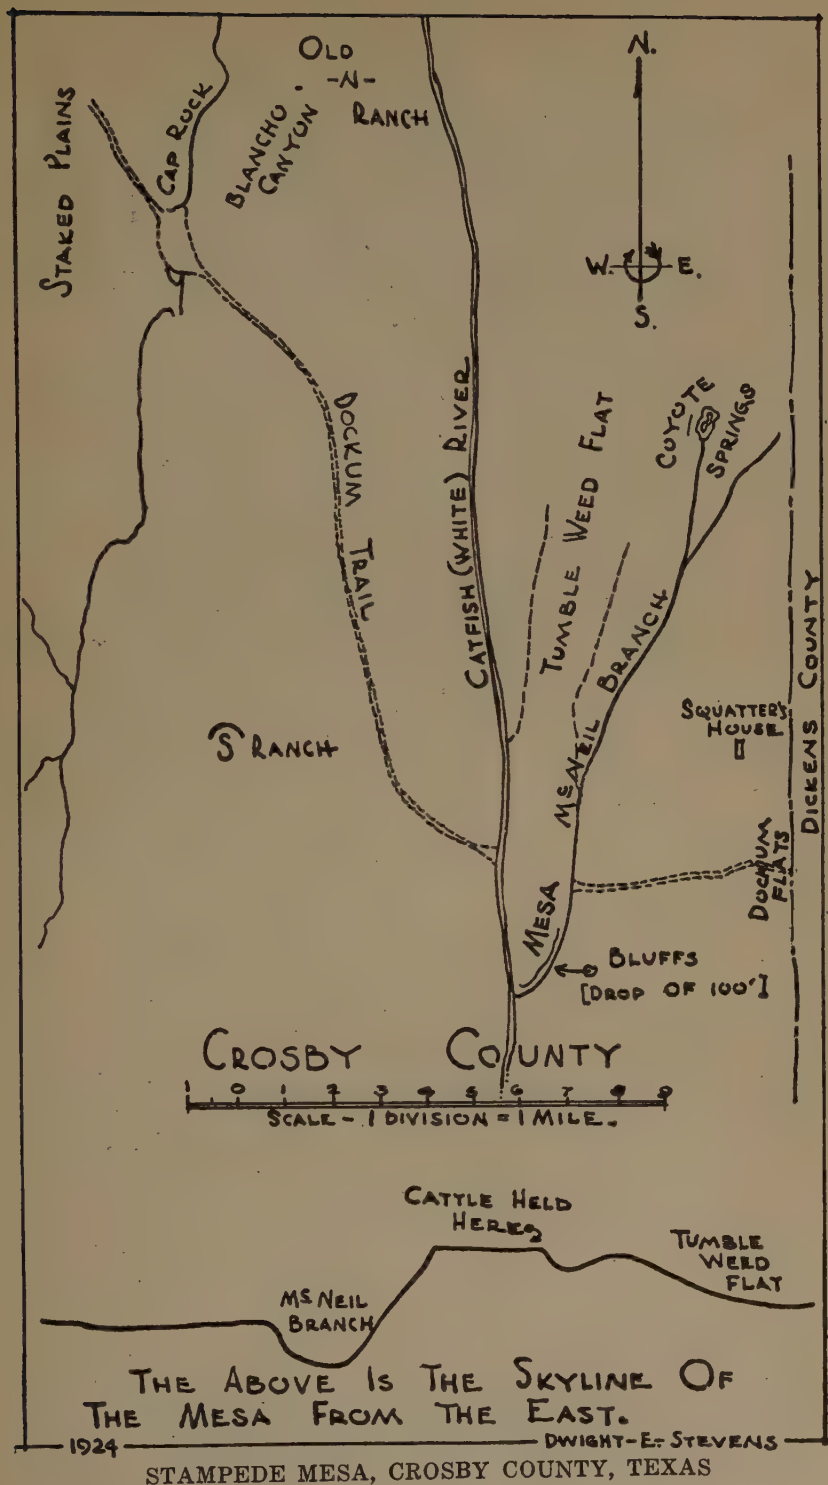 OLD
-N-
RANCH
N.
W. E.
S.
STAKED PLAINS
CAP ROCK
BLANCHO
CANYON
DOCKUM TRAIL
CATFISH (WHITE) RIVER
TUMBLE WEED FLAT
COYOTE
SPRINGS
McNEIL BRANCH
DICKENS COUNTY
SQUATTER'S
HOUSE
S RANCH
DOCKUM
FLATS
MESA
BLUFFS
[DROP OF 100']
CROSBY COUNTY
1 0 1 2 3 4 5 6 7 8 9
SCALE - 1 DIVISION = 1 MILE.
CATTLE HELD
HERE
TUMBLE
WEED
FLAT
McNEIL
BRANCH
THE ABOVE IS THE SKYLINE OF
THE MESA FROM THE EAST.
1924 DWIGHT-E-STEVENS
STAMPEDE MESA, CROSBY COUNTY, TEXAS